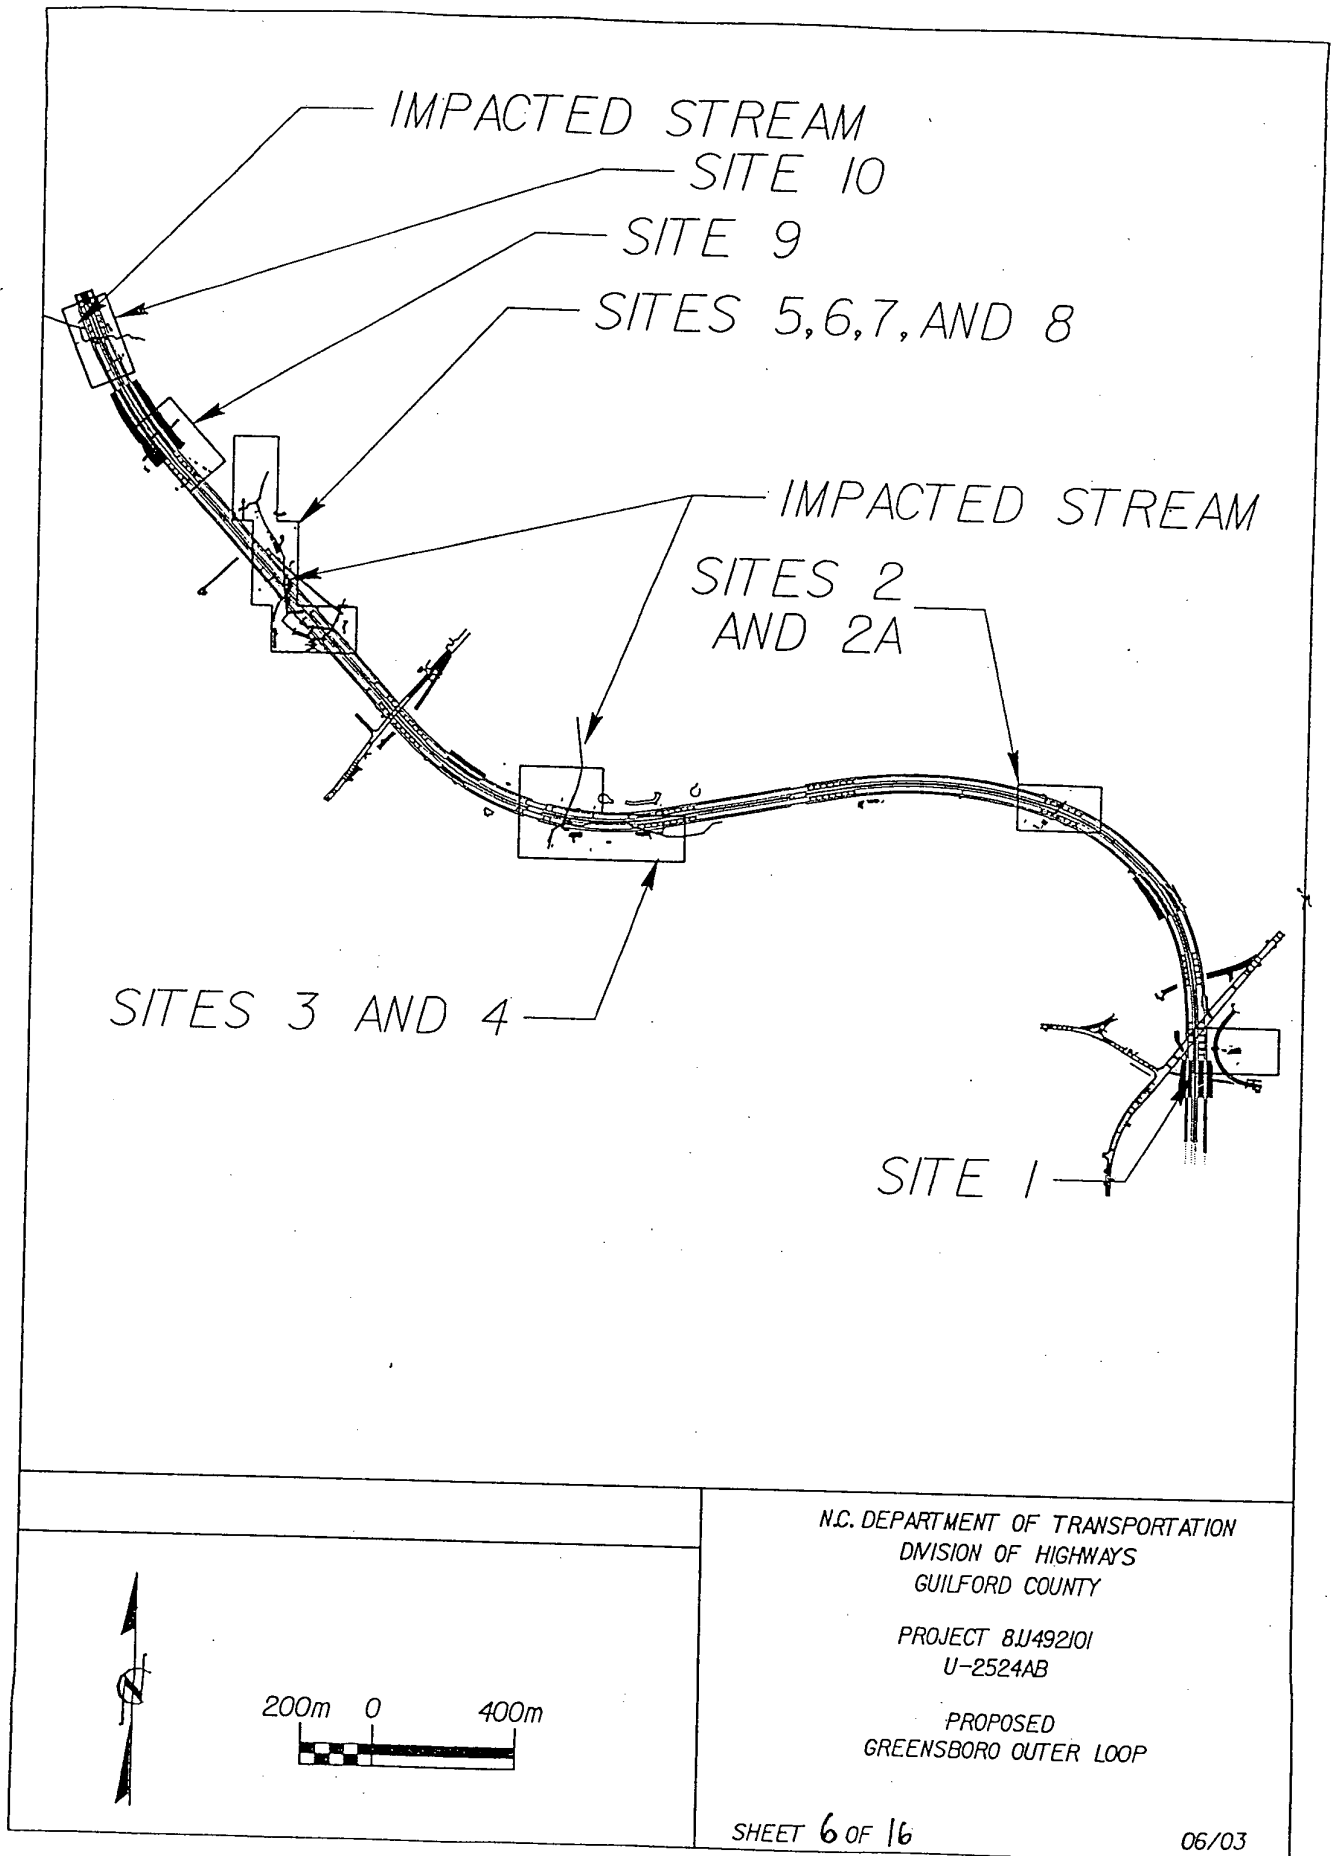 IMPACTED STREAM
SITE 10
SITE 9
SITES 5,6,7, AND 8
IMPACTED STREAM
SITES 2
AND 2A
SITES 3 AND 4
SITE 1
N.C. DEPARTMENT OF TRANSPORTATION
DIVISION OF HIGHWAYS
GUILFORD COUNTY
PROJECT 8.U492101
U-2524AB
PROPOSED
GREENSBORO OUTER LOOP
200m 0 400m
SHEET 6 OF 16
06/03